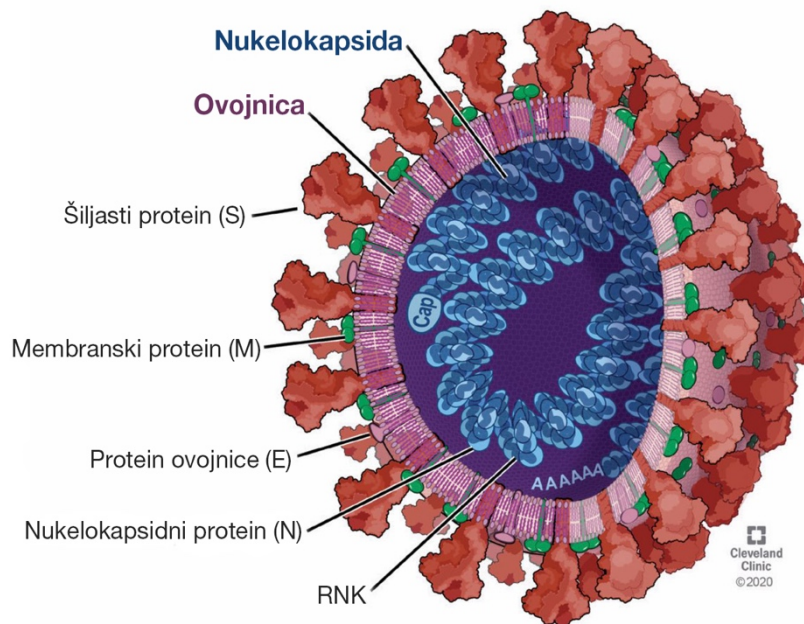 Nukelokapsida
Ovojnica
Šiljasti protein (S)
Cap
Membranski protein (M)
Protein ovojnice (E)
AAAAAA
Nukelokapsidni protein (N)
RNK
Cleveland
Clinic
©2020